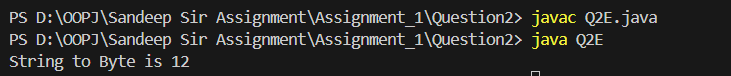 PS D:\OOPJ\Sandeep Sir Assignment\Assignment_1\Question2> javac Q2E.java
PS D:\OOPJ\Sandeep Sir Assignment\Assignment_1\Question2> java Q2E
String to Byte is 12